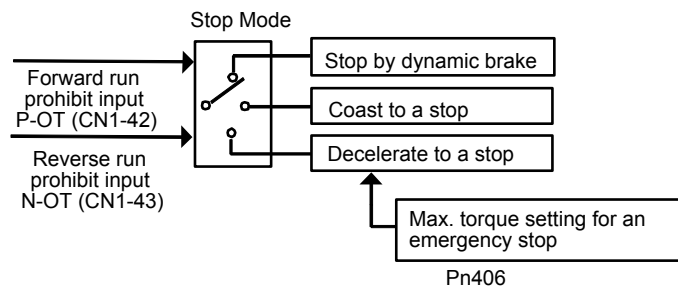 Stop Mode
Forward run
prohibit input
P-OT (CN1-42)
Reverse run
prohibit input
N-OT (CN1-43)
Stop by dynamic brake
Coast to a stop
Decelerate to a stop
Max. torque setting for an
emergency stop
Pn406